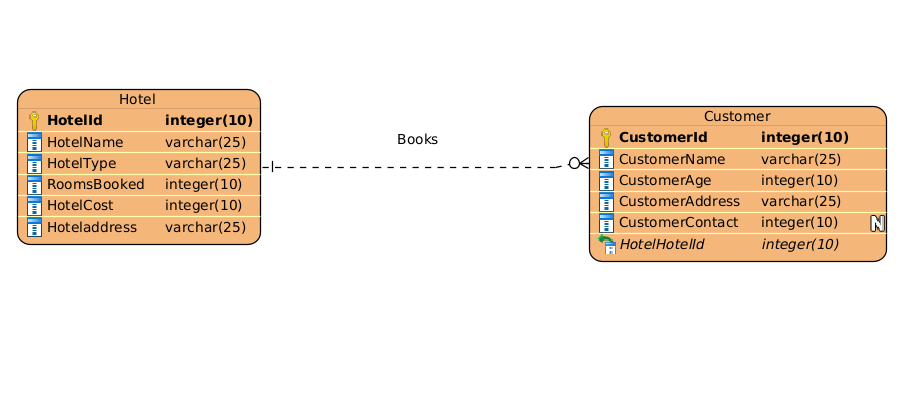 Hotel
HotelId integer(10)
HotelName varchar(25)
HotelType varchar(25)
RoomsBooked integer(10)
HotelCost integer(10)
Hoteladdress varchar(25)
Books
Customer
CustomerId integer(10)
CustomerName varchar(25)
CustomerAge integer(10)
CustomerAddress varchar(25)
CustomerContact integer(10) N
HotelHotelId integer(10)